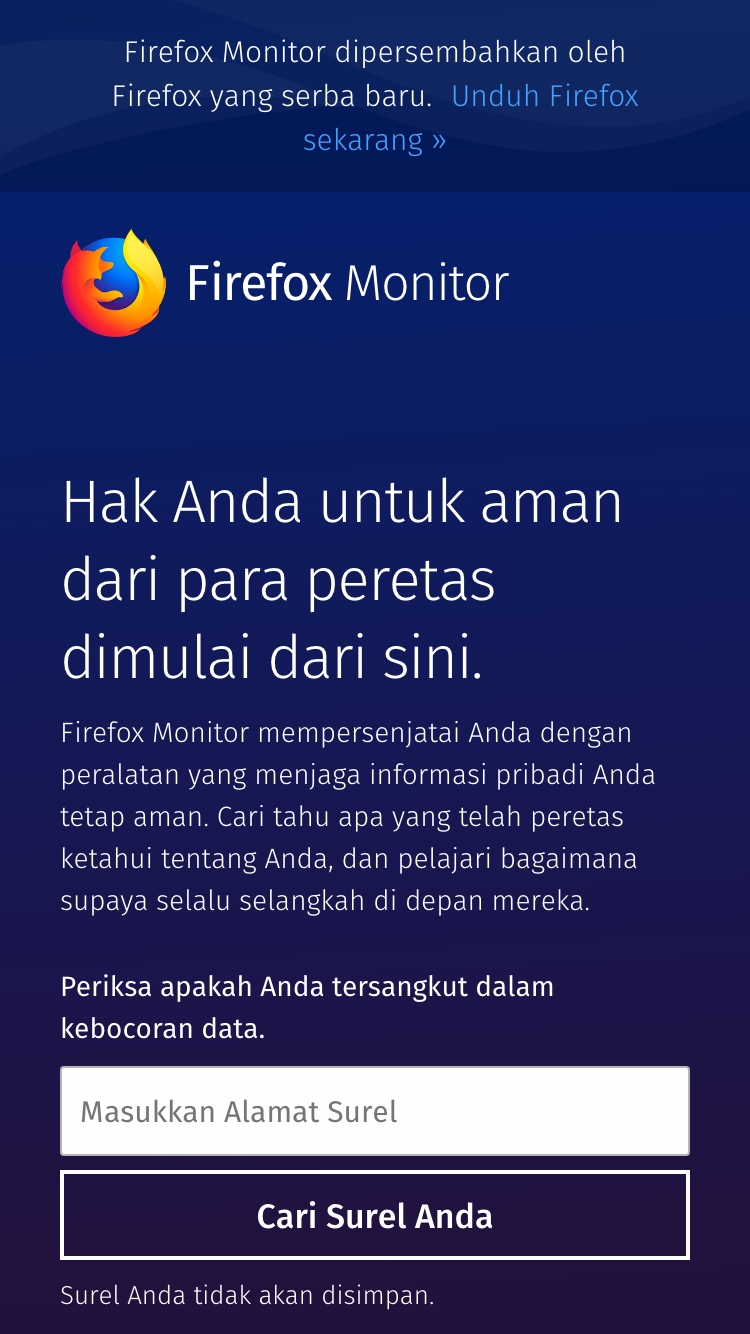 Firefox Monitor dipersembahkan oleh
Firefox yang serba baru. Unduh Firefox
sekarang »
Firefox Monitor
Hak Anda untuk aman
dari para peretas
dimulai dari sini.
Firefox Monitor mempersenjatai Anda dengan
peralatan yang menjaga informasi pribadi Anda
tetap aman. Cari tahu apa yang telah peretas
ketahui tentang Anda, dan pelajari bagaimana
supaya selalu selangkah di depan mereka.
Periksa apakah Anda tersangkut dalam
kebocoran data.
Masukkan Alamat Surel
Cari Surel Anda
Surel Anda tidak akan disimpan.